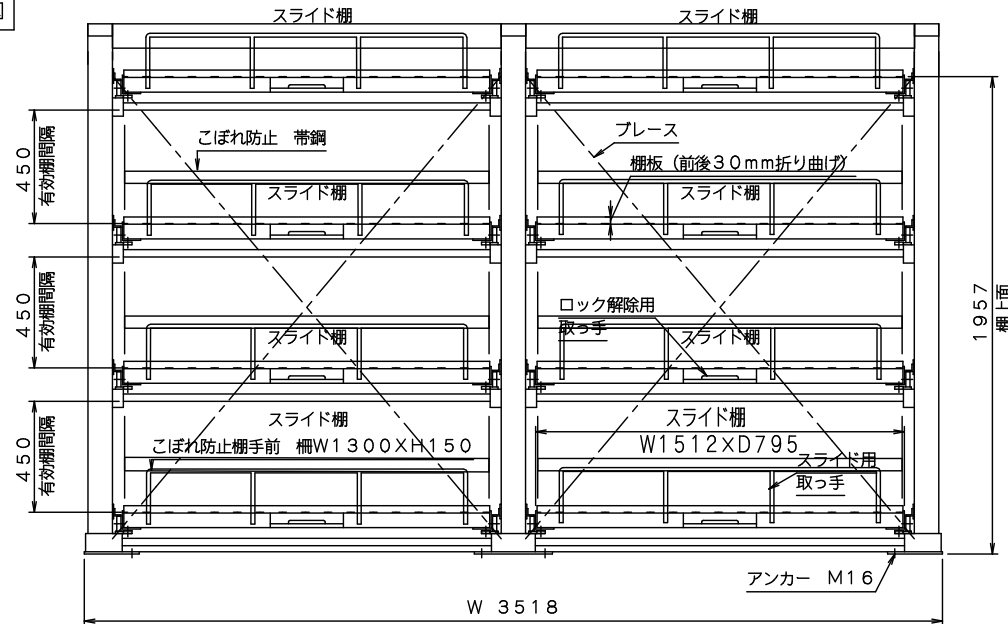 スライド棚
スライド棚
450
有効棚間隔
こぼれ防止 帯鋼
ブレース
棚板（前後30mm折り曲げ）
スライド棚
スライド棚
450
有効棚間隔
ロック解除用
取っ手
スライド棚
スライド棚
1957
棚上面
450
有効棚間隔
スライド棚
こぼれ防止棚手前 柵W1300XH150
スライド棚
W1512XD795
スライド用
取っ手
アンカー M16
W 3518